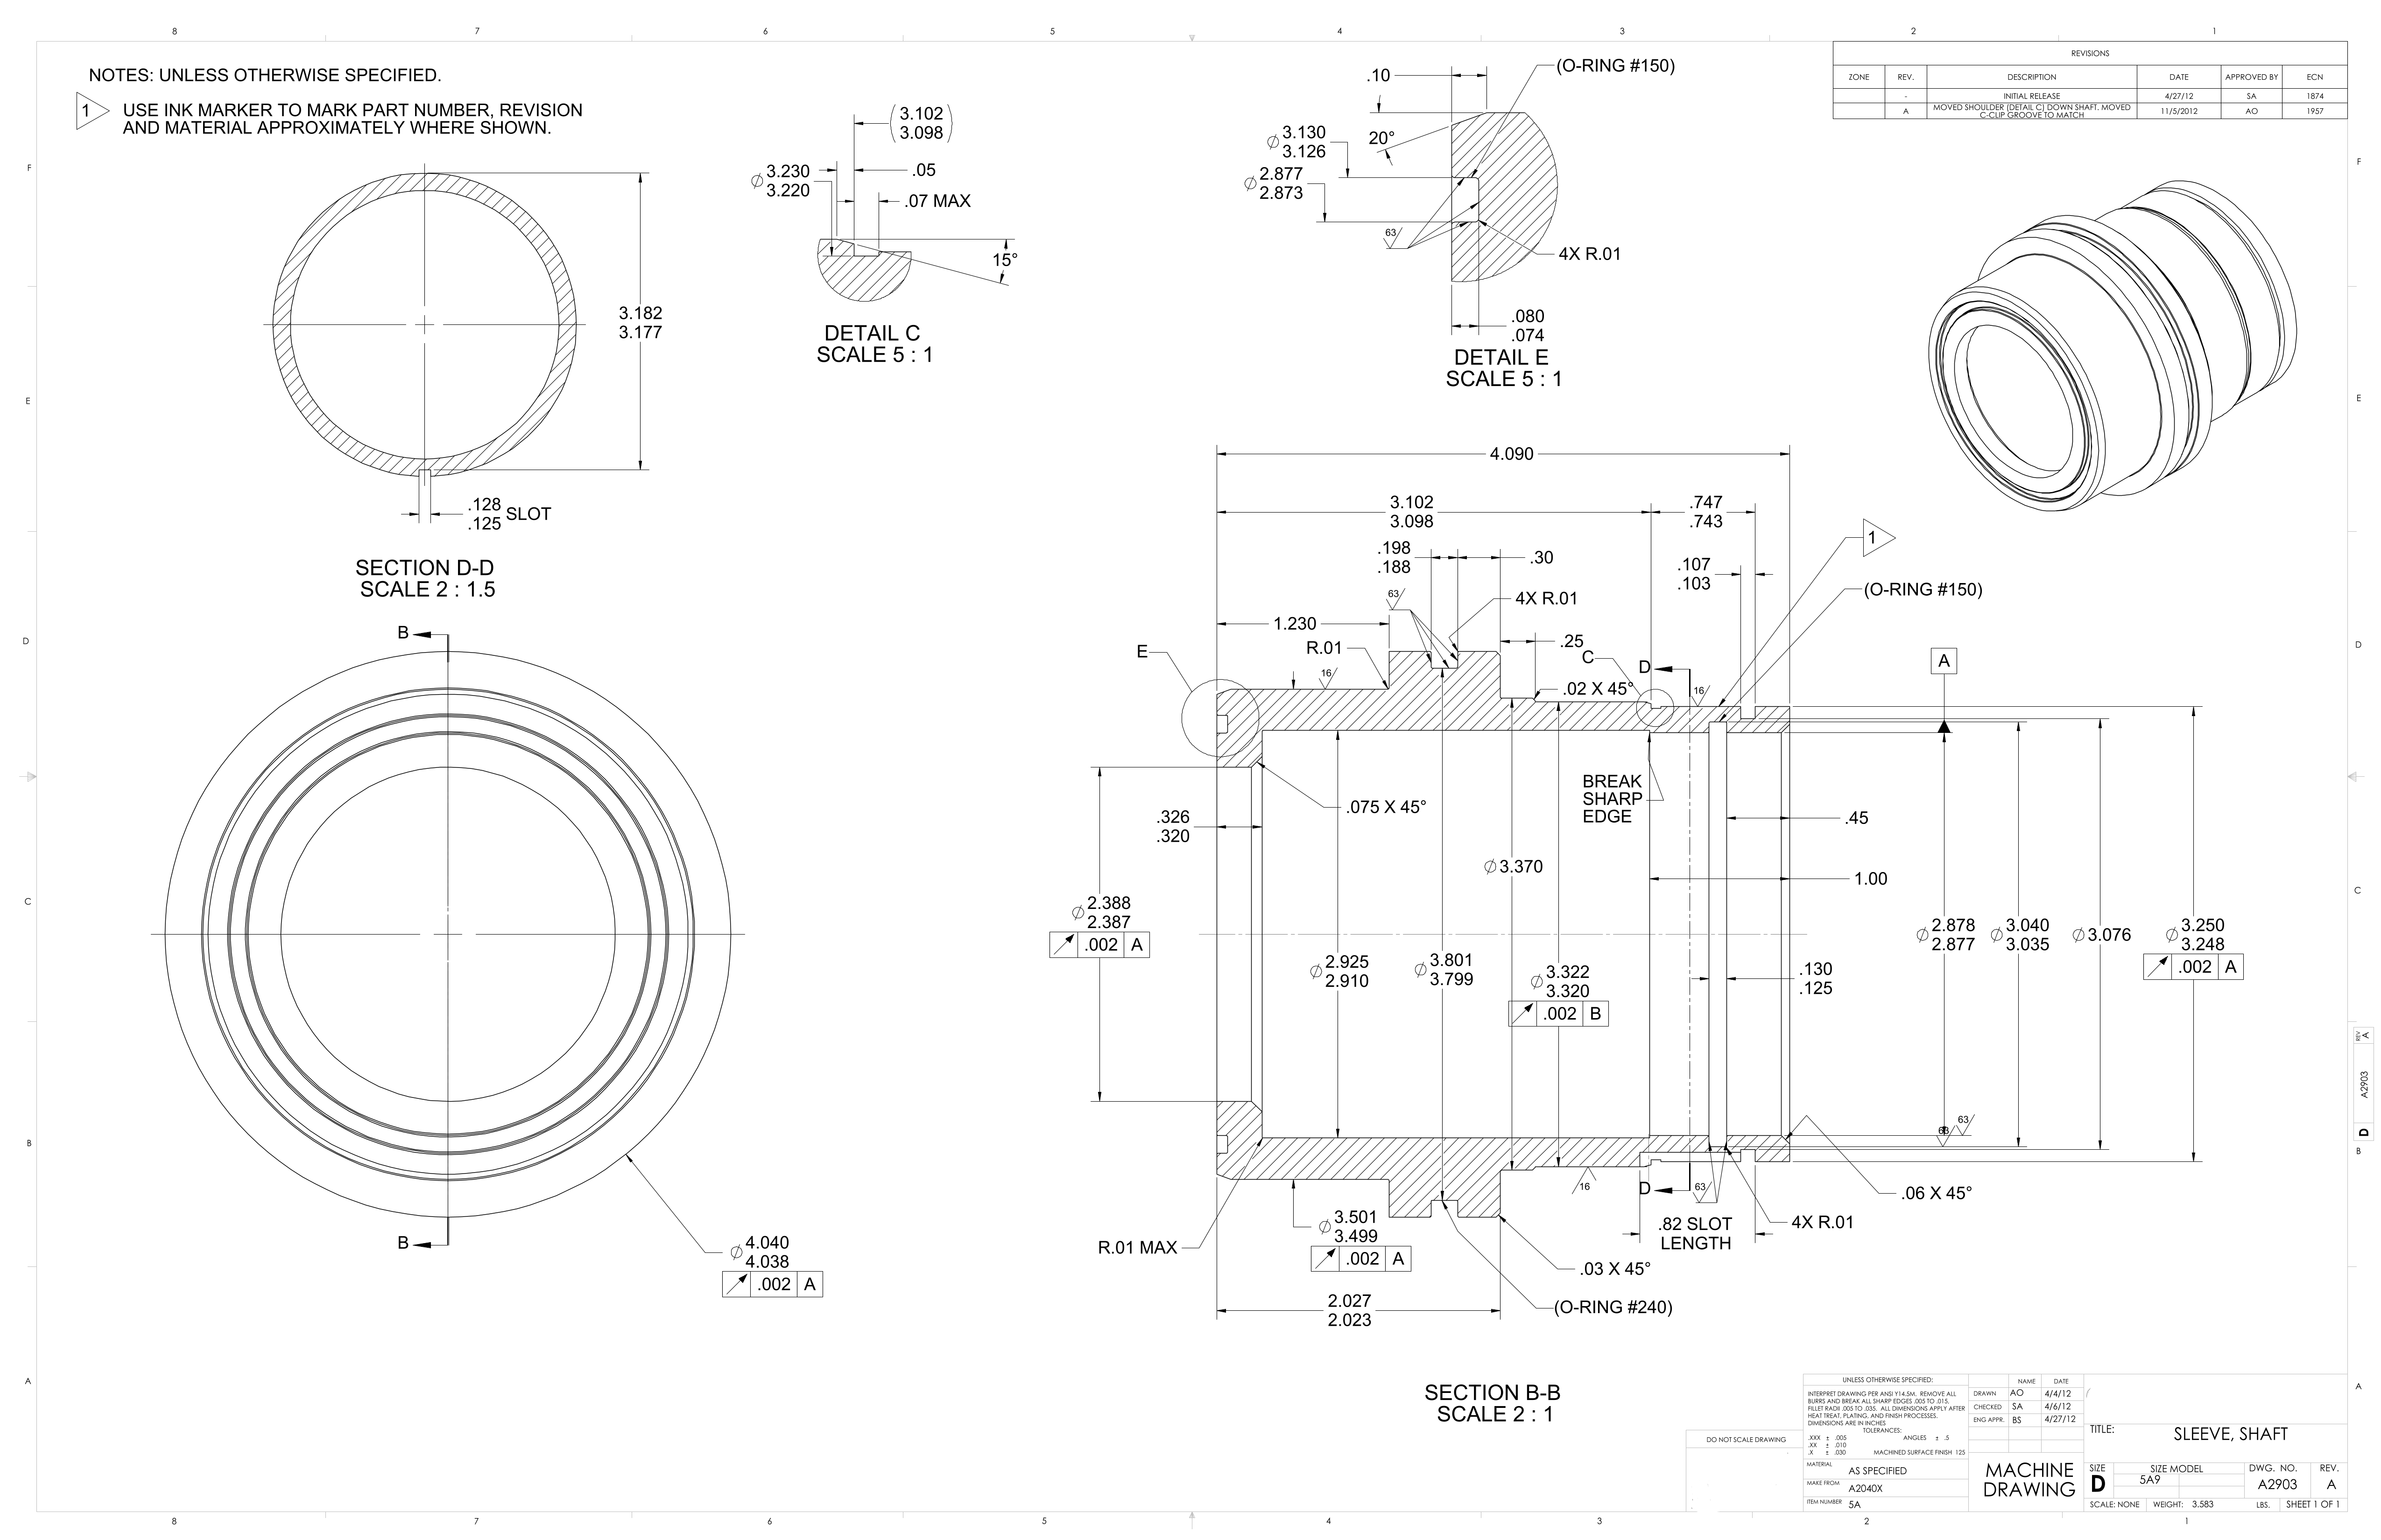 8 7 6 5 4 3 2 1
NOTES: UNLESS OTHERWISE SPECIFIED.
1 USE INK MARKER TO MARK PART NUMBER, REVISION
AND MATERIAL APPROXIMATELY WHERE SHOWN.
REVISIONS
ZONE REV. DESCRIPTION DATE APPROVED BY ECN
- INITIAL RELEASE 4/27/12 SA 1874
A MOVED SHOULDER (DETAIL C) DOWN SHAFT. MOVED
C-CLIP GROOVE TO MATCH 11/5/2012 AO 1957
F
E
D
C
B
A
3.182
3.177
.128
.125 SLOT
SECTION D-D
SCALE 2 : 1.5
(3.102
3.098)
⌀ 3.230
3.220
.05
.07 MAX
15°
DETAIL C
SCALE 5 : 1
.10
(O-RING #150)
⌀ 3.130
3.126
20°
⌀ 2.877
2.873
63
4X R.01
.080
.074
DETAIL E
SCALE 5 : 1
B
B
⌀ 4.040
4.038
.002 A
4.090
3.102
3.098
.747
.743
1
.198
.188
.30
.107
.103
(O-RING #150)
63
4X R.01
1.230
.25
E
R.01
C
D
A
16
.02 X 45°
16
BREAK
SHARP
EDGE
.075 X 45°
.326
.320
.45
⌀ 3.370
1.00
⌀ 2.388
2.387
.002 A
⌀ 2.925
2.910
⌀ 3.801
3.799
⌀ 3.322
3.320
.002 B
.130
.125
⌀ 2.878
2.877
⌀ 3.040
3.035
⌀ 3.076
⌀ 3.250
3.248
.002 A
63
63
16
D
63
.06 X 45°
.82 SLOT
LENGTH
4X R.01
R.01 MAX
⌀ 3.501
3.499
.002 A
.03 X 45°
2.027
2.023
(O-RING #240)
SECTION B-B
SCALE 2 : 1
REV A
A2903
D
F
E
D
C
B
A
DO NOT SCALE DRAWING
UNLESS OTHERWISE SPECIFIED:
INTERPRET DRAWING PER ANSI Y14.5M. REMOVE ALL
BURRS AND BREAK ALL SHARP EDGES .005 TO .015.
FILLET RADII .005 TO .035. ALL DIMENSIONS APPLY AFTER
HEAT TREAT, PLATING, AND FINISH PROCESSES.
DIMENSIONS ARE IN INCHES
TOLERANCES:
.XXX ± .005 ANGLES ± .5
.XX ± .010
.X ± .030 MACHINED SURFACE FINISH 125
MATERIAL AS SPECIFIED
MAKE FROM A2040X
ITEM NUMBER 5A
NAME DATE
DRAWN AO 4/4/12
CHECKED SA 4/6/12
ENG APPR. BS 4/27/12
MACHINE
DRAWING
TITLE: SLEEVE, SHAFT
SIZE SIZE MODEL DWG. NO. REV.
D 5A9 A2903 A
SCALE: NONE WEIGHT: 3.583 LBS. SHEET 1 OF 1
8 7 6 5 4 3 2 1